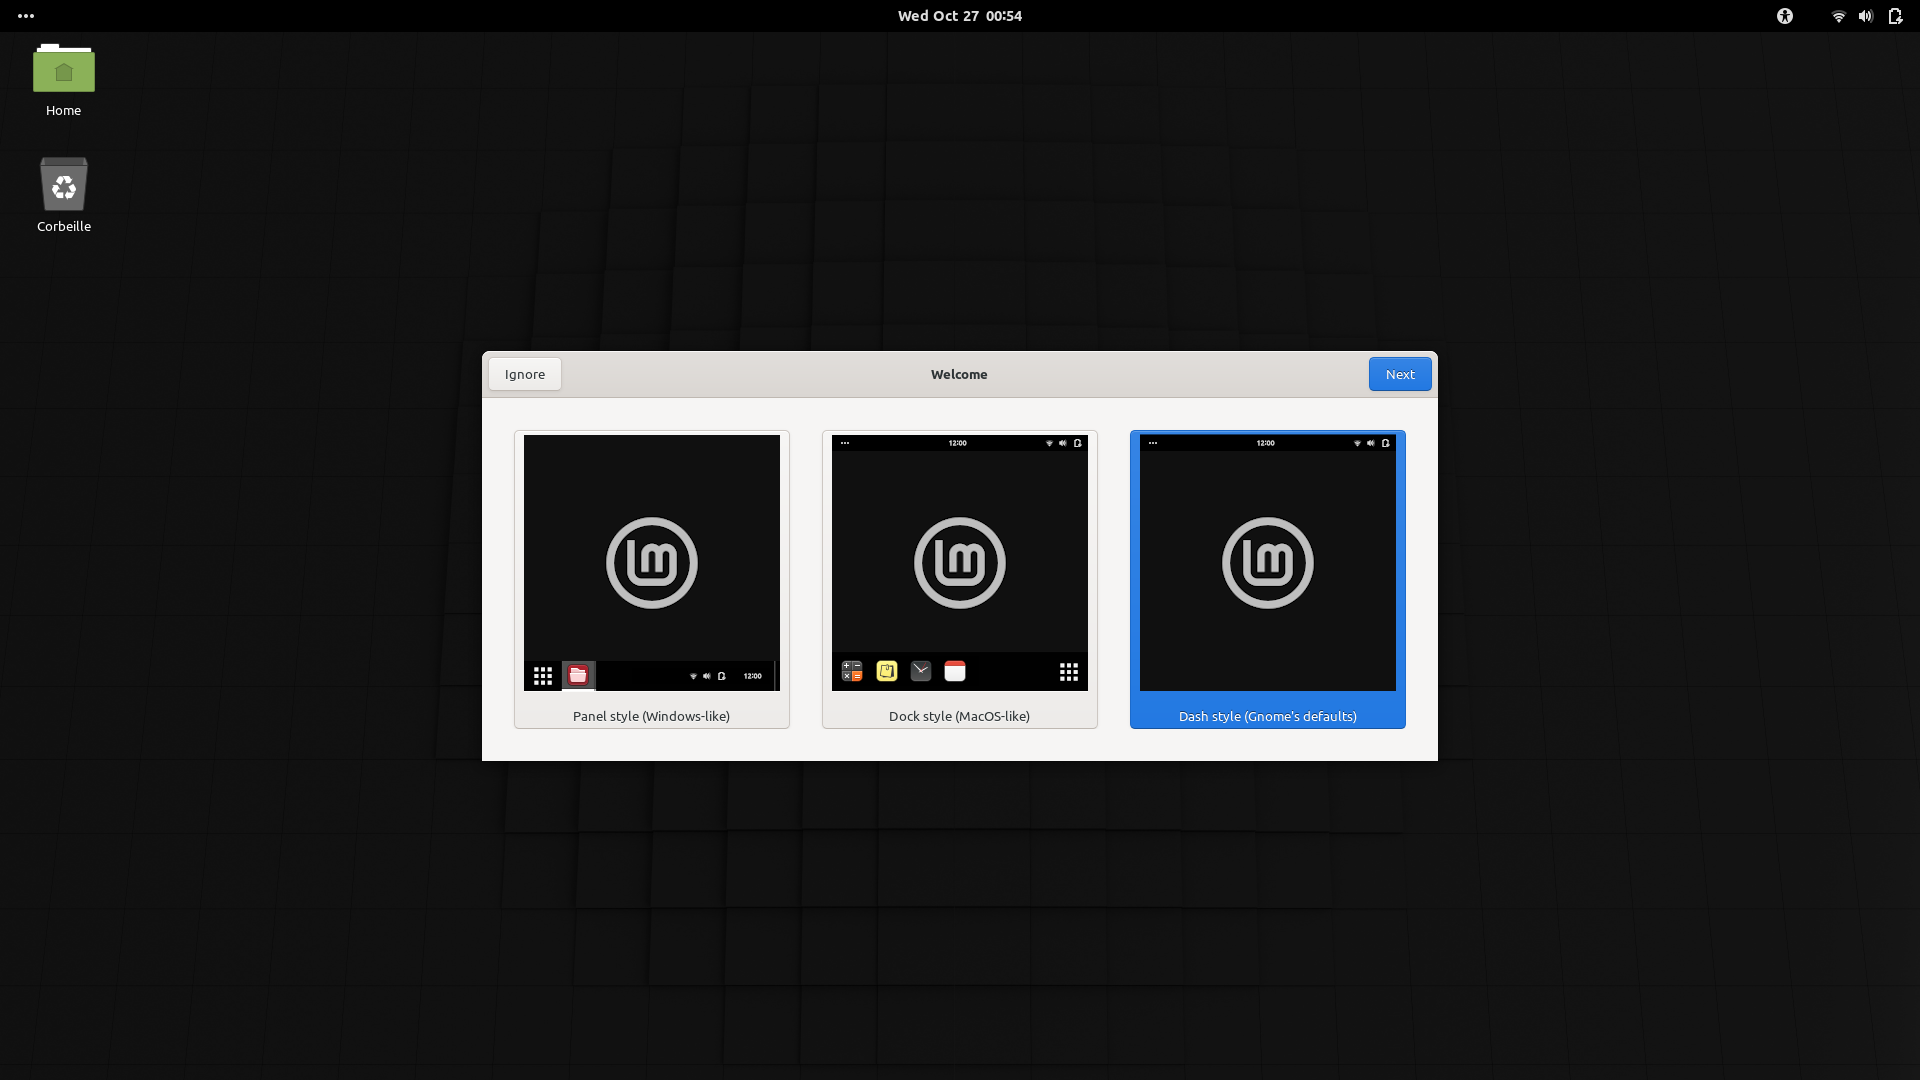 Wed Oct 27 00:54
Home
Corbeille
Ignore
Welcome
Next
12:00
Panel style (Windows-like)
12:00
Dock style (MacOS-like)
12:00
Dash style (Gnome's defaults)